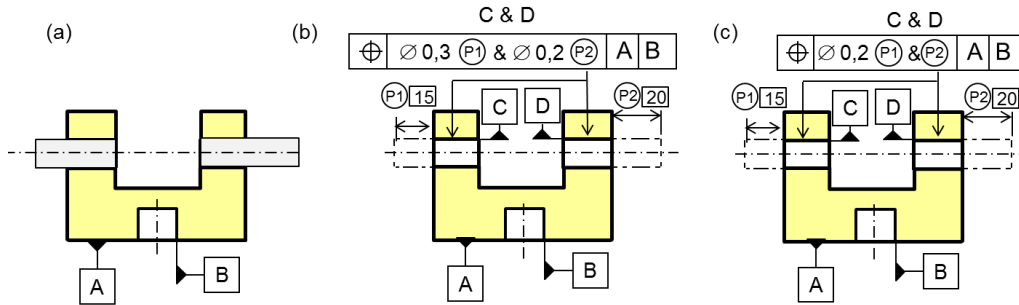 (a)
A
B
(b)
C & D
⌖ ⌀ 0,3 Ⓟ1 & ⌀ 0,2 Ⓟ2 A B
P1 15
C
D
P2 20
A
B
(c)
C & D
⌖ ⌀ 0,2 P1 & P2 A B
P1 15
C
D
P2 20
A
B